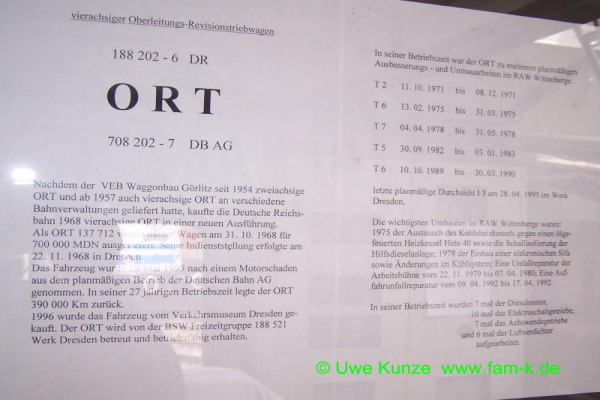 vierachsiger Oberleitungs-Revisionstriebwagen
188 202 - 6 DR
ORT
708 202 - 7 DB AG
Nachdem der VEB Waggonbau Görlitz seit 1954 zweiachsige
ORT und ab 1957 auch vierachsige ORT an verschiedene
Bahnverwaltungen geliefert hatte, kaufte die Deutsche Reichs-
bahn 1968 vierachsige ORT in einer neuen Ausführung.
Als ORT 137 712 wurde dieser Wagen am 31. 10. 1968 für
700 000 MDN ausgeliefert. Seine Indienststellung erfolgte am
22. 11. 1968 in Dresden.
Das Fahrzeug wurde im Mai 1995 nach einem Motorschaden
aus dem planmäßigen Betrieb der Deutschen Bahn AG
genommen. In seiner 27 jährigen Betriebszeit legte der ORT
390 000 Km zurück.
1996 wurde das Fahrzeug vom Verkehrsmuseum Dresden ge-
kauft. Der ORT wird von der BSW Freizeitgruppe 188 521
Werk Dresden betreut und betriebsfähig erhalten.
In seiner Betriebszeit war der ORT zu mehreren planmäßigen
Ausbesserungs - und Umbauarbeiten im RAW Wittenberge.
T 2 11. 10. 1971 bis 08. 12. 1971
T 6 13. 02. 1975 bis 31. 03. 1975
T 7 04. 04. 1978 bis 31. 05. 1978
T 5 30. 09. 1982 bis 03. 01. 1983
T 6 10. 10. 1989 bis 30. 03. 1990
letzte planmäßige Durchsicht I 3 am 28. 04. 1995 im Werk
Dresden.
Die wichtigsten Umbauten im RAW Wittenberge waren:
1975 der Austausch des Kohleheizkessels gegen einen ölge-
feuerten Heizkessel Heto 40 sowie die Schallisolierung der
Hilfsdieselanlage; 1978 der Einbau einer elektronischen Sifa
sowie Änderungen im Kühlsystem; Eine Unfallreparatur der
Arbeitsbühne vom 22. 11. 1979 bis 07. 04. 1980; Eine Auf-
fahrunfallreparatur vom 09. 04. 1992 bis 17. 04. 1992.
In seiner Betriebszeit wurden 7 mal der Dieselmotor,
10 mal das Elektroschaltgetriebe,
7 mal das Achswendegetriebe
und 6 mal der Luftverdichter
aufgearbeitet.
© Uwe Kunze www.fam-k.de